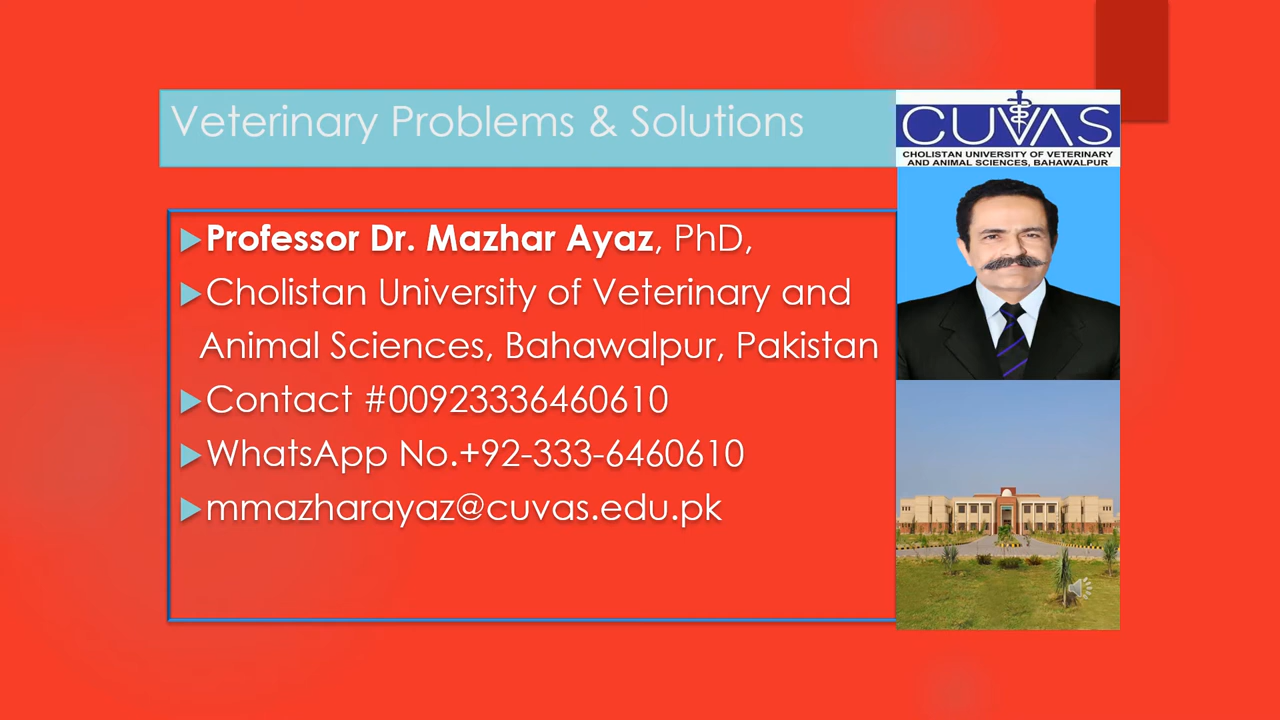 Veterinary Problems & Solutions
CUVAS
CHOLISTAN UNIVERSITY OF VETERINARY
AND ANIMAL SCIENCES, BAHAWALPUR
Professor Dr. Mazhar Ayaz, PhD,
Cholistan University of Veterinary and
Animal Sciences, Bahawalpur, Pakistan
Contact #00923336460610
WhatsApp No.+92-333-6460610
mmazharayaz@cuvas.edu.pk